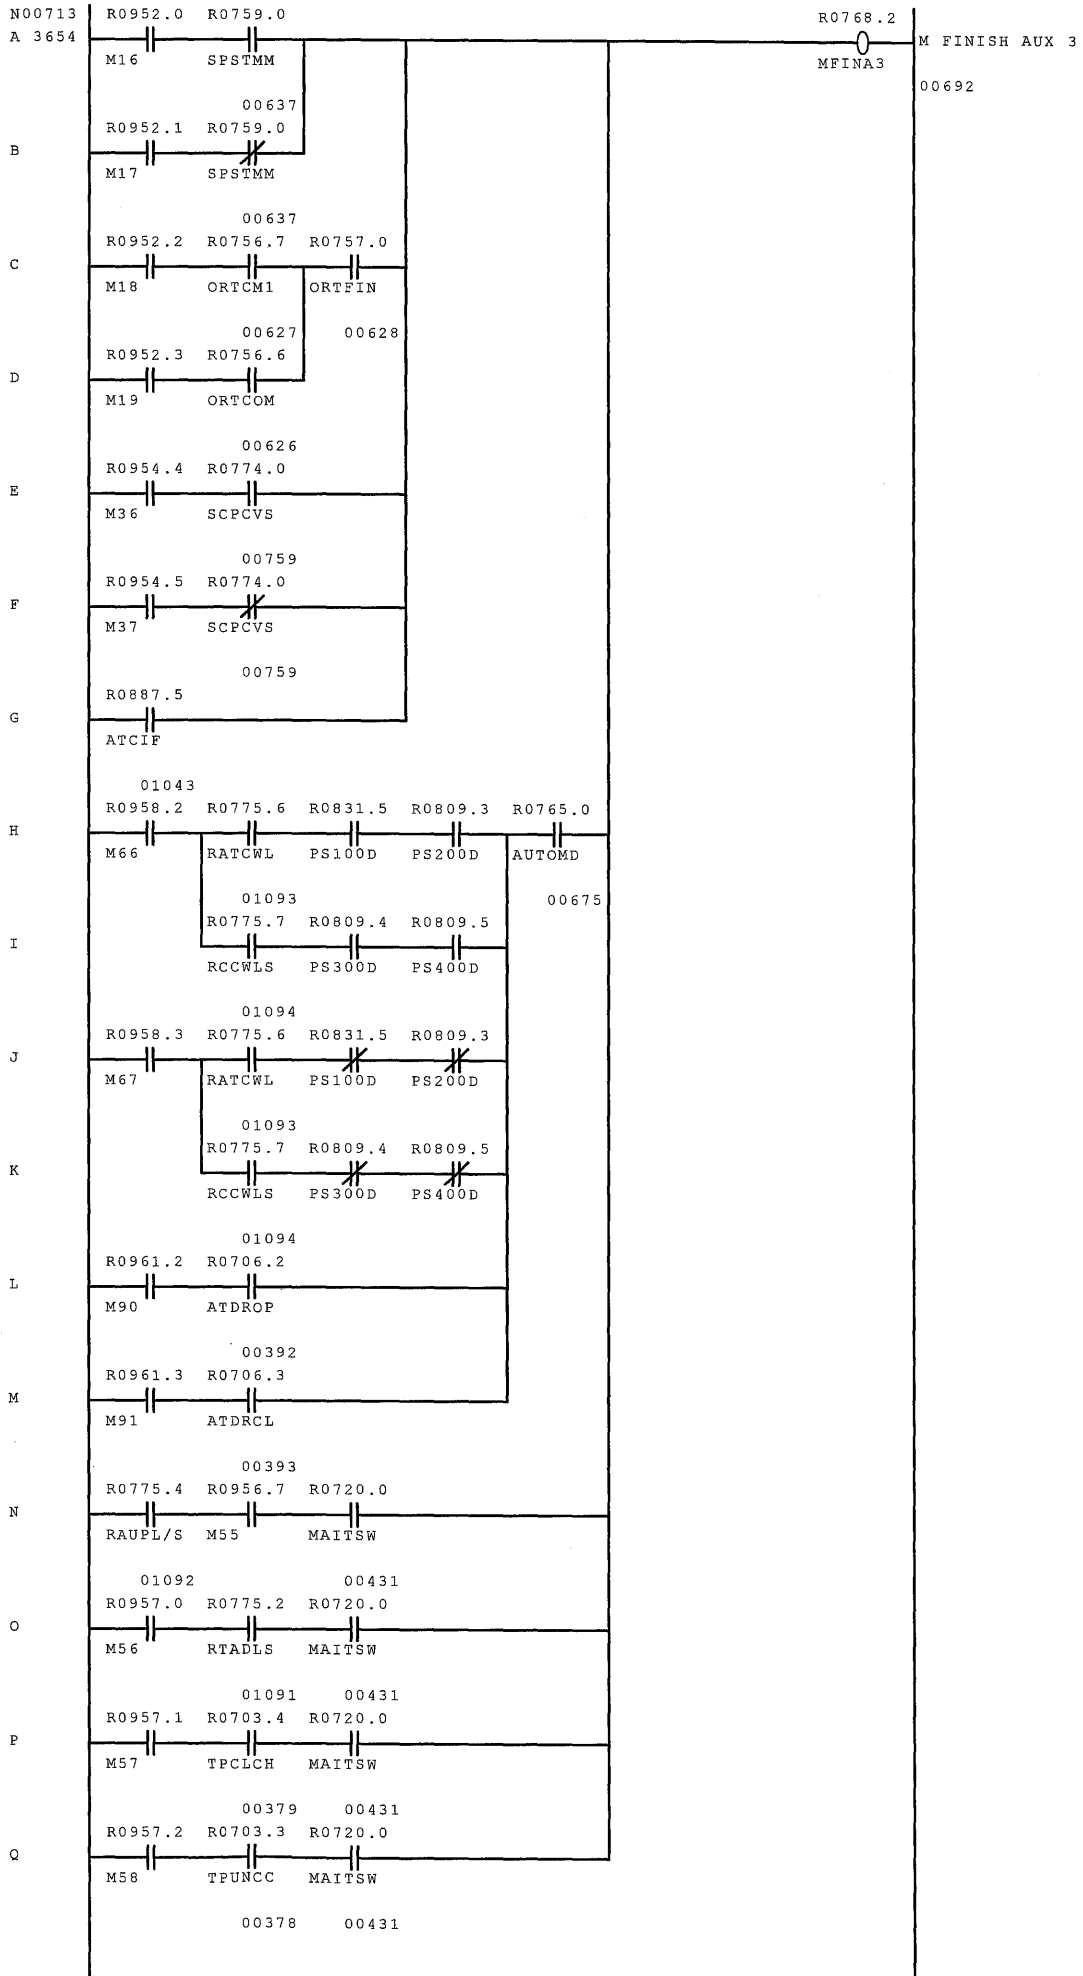 N00713 R0952.0 R0759.0 R0768.2
A 3654 M FINISH AUX 3
M16 SPSTMM MFINA3
00692
00637
R0952.1 R0759.0
B
M17 SPSTMM
00637
R0952.2 R0756.7 R0757.0
C
M18 ORTCM1 ORTFIN
00627 00628
R0952.3 R0756.6
D
M19 ORTCOM
00626
R0954.4 R0774.0
E
M36 SCPCVS
00759
R0954.5 R0774.0
F
M37 SCPCVS
00759
R0887.5
G
ATCIF
01043
R0958.2 R0775.6 R0831.5 R0809.3 R0765.0
H
M66 RATCWL PS100D PS200D AUTOMD
01093 00675
R0775.7 R0809.4 R0809.5
I
RCCWLS PS300D PS400D
01094
R0958.3 R0775.6 R0831.5 R0809.3
J
M67 RATCWL PS100D PS200D
01093
R0775.7 R0809.4 R0809.5
K
RCCWLS PS300D PS400D
01094
R0961.2 R0706.2
L
M90 ATDROP
00392
R0961.3 R0706.3
M
M91 ATDRCL
00393
R0775.4 R0956.7 R0720.0
N
RAUPL/S M55 MAITSW
01092 00431
R0957.0 R0775.2 R0720.0
O
M56 RTADLS MAITSW
01091 00431
R0957.1 R0703.4 R0720.0
P
M57 TPCLCH MAITSW
00379 00431
R0957.2 R0703.3 R0720.0
Q
M58 TPUNCC MAITSW
00378 00431